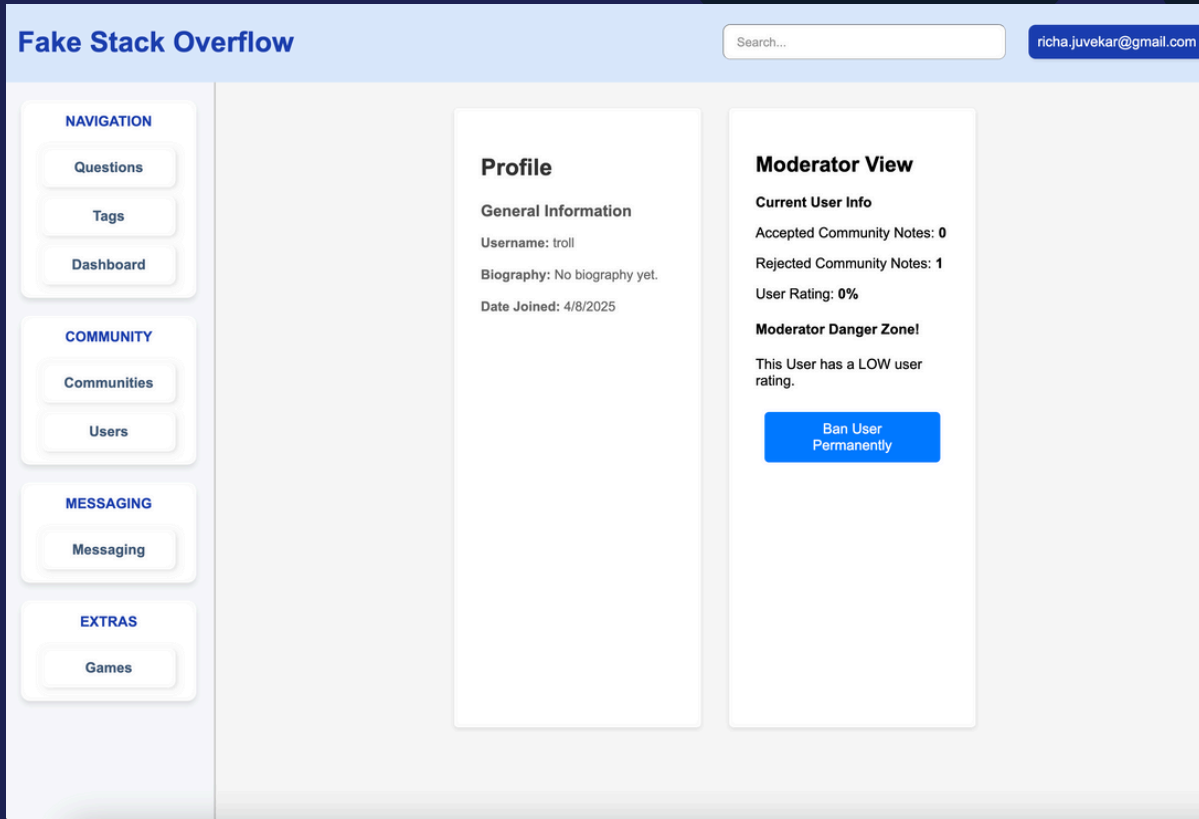 Fake Stack Overflow
Search...
richa.juvekar@gmail.com
NAVIGATION
Questions
Tags
Dashboard
COMMUNITY
Communities
Users
MESSAGING
Messaging
EXTRAS
Games
Profile
General Information
Username: troll
Biography: No biography yet.
Date Joined: 4/8/2025
Moderator View
Current User Info
Accepted Community Notes: 0
Rejected Community Notes: 1
User Rating: 0%
Moderator Danger Zone!
This User has a LOW user
rating.
Ban User
Permanently